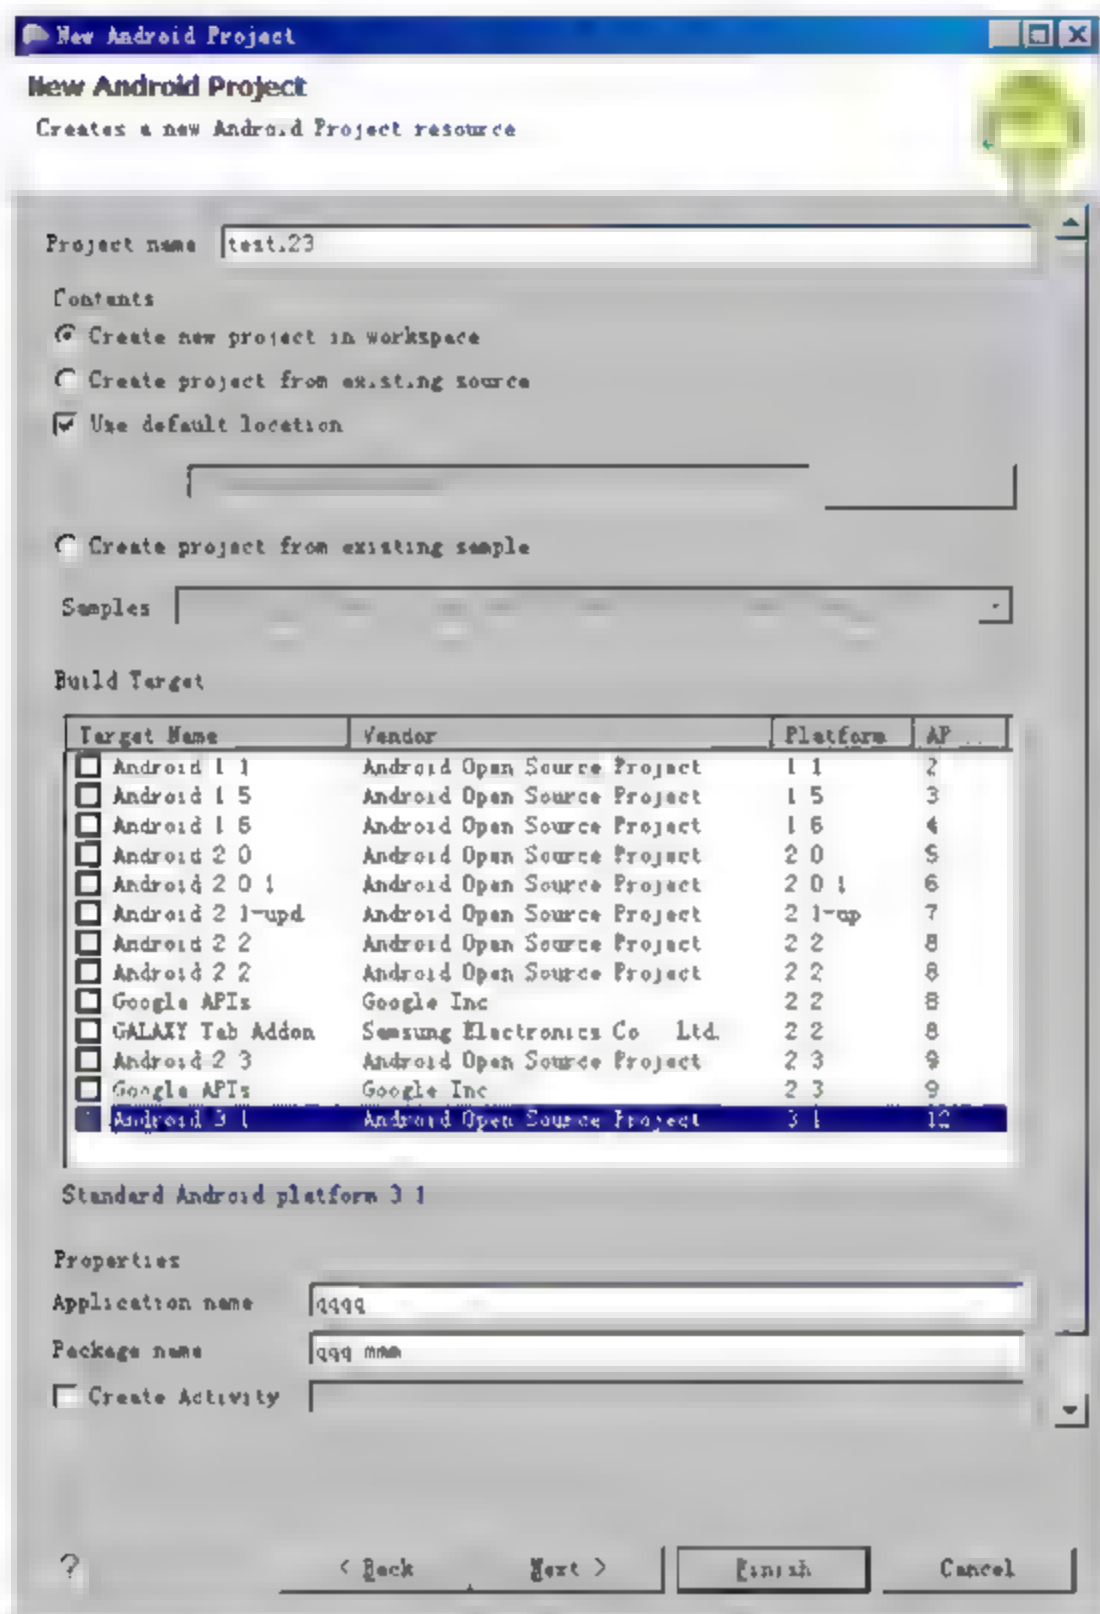 New Android Project
New Android Project
Creates a new Android Project resource
Project name test.23
Contents
Create new project in workspace
Create project from existing source
Use default location
Create project from existing sample
Samples
Build Target
Target Name Vendor Platform AP ...
Android 1 1 Android Open Source Project 1 1 2
Android 1 5 Android Open Source Project 1 5 3
Android 1 6 Android Open Source Project 1 6 4
Android 2 0 Android Open Source Project 2 0 5
Android 2 0 1 Android Open Source Project 2 0 1 6
Android 2 1-upd Android Open Source Project 2 1-up 7
Android 2 2 Android Open Source Project 2 2 8
Android 2 2 Android Open Source Project 2 2 8
Google APIs Google Inc 2 2 8
GALAXY Tab Addon Samsung Electronics Co Ltd. 2 2 8
Android 2 3 Android Open Source Project 2 3 9
Google APIs Google Inc 2 3 9
Android 3 1 Android Open Source Project 3 1 12
Standard Android platform 3 1
Properties
Application name qqqq
Package name qqq mmm
Create Activity
? < Back Next > Finish Cancel